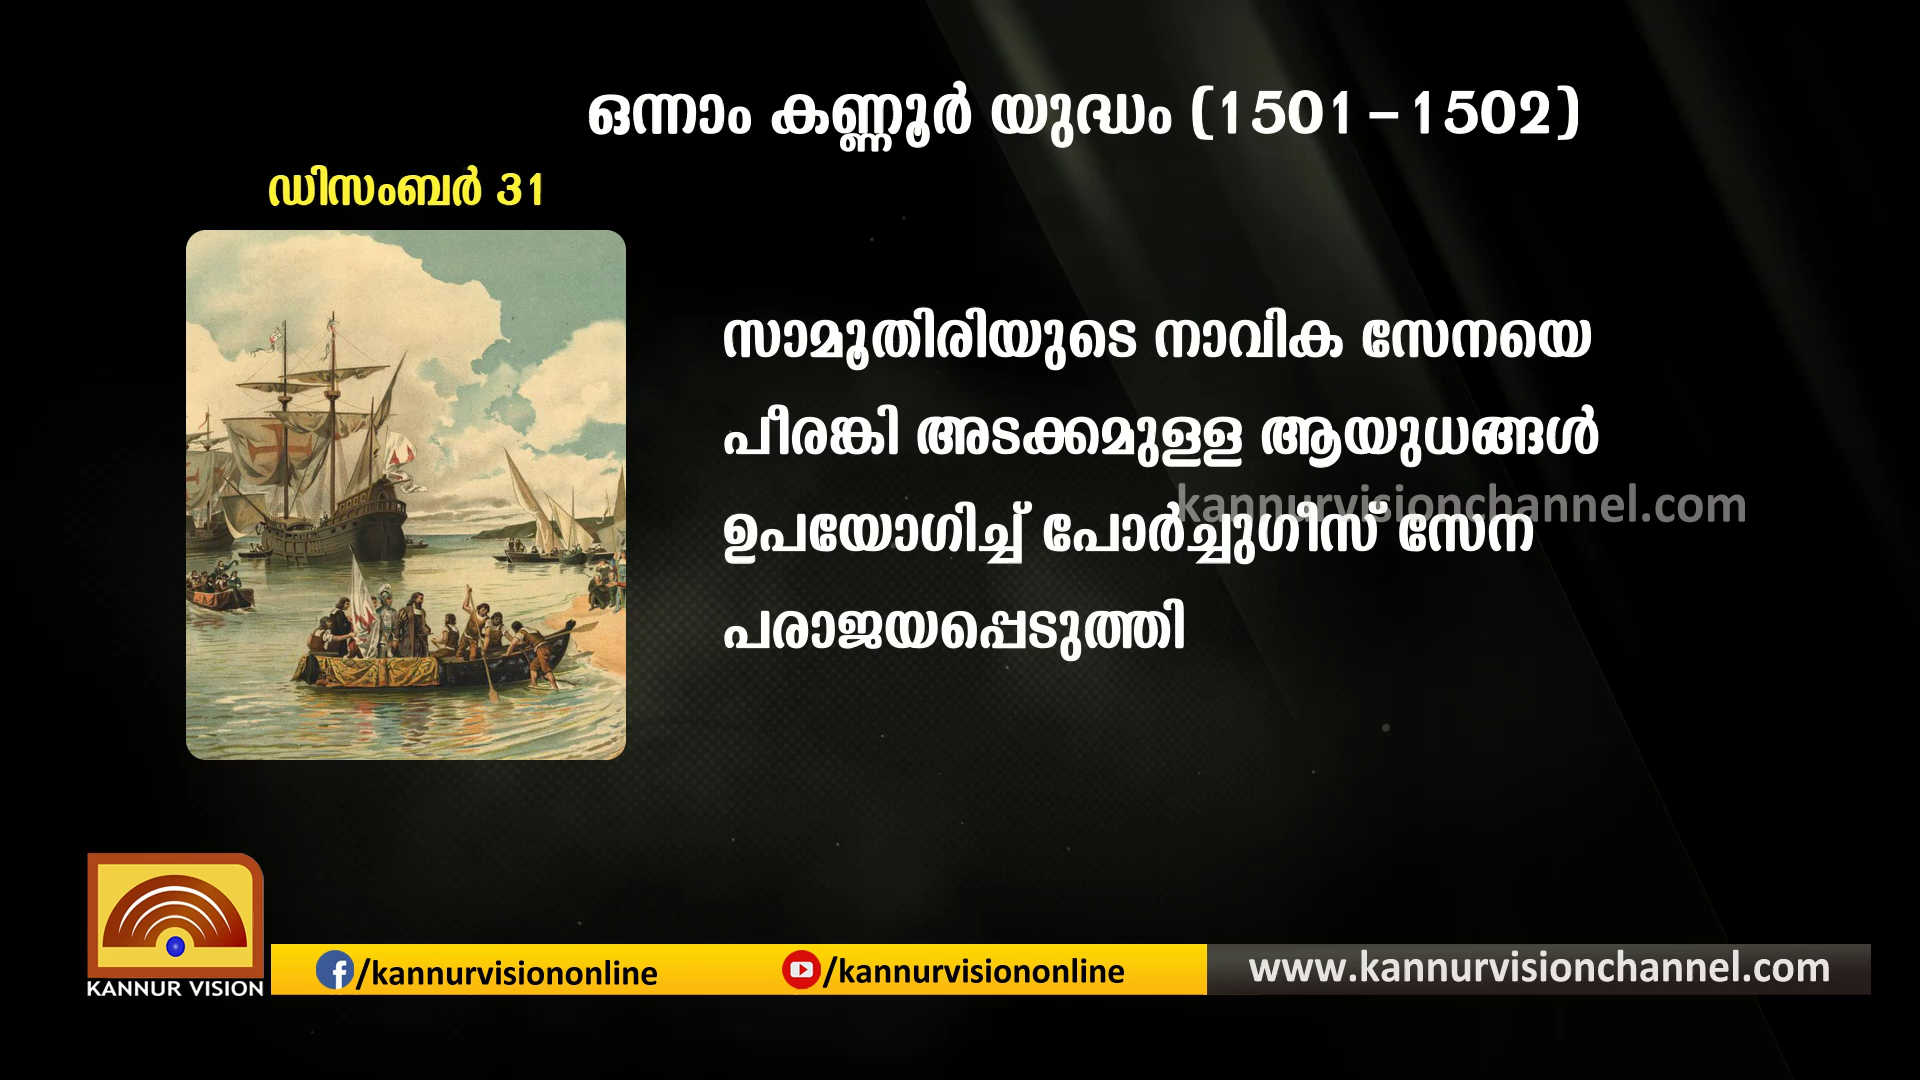 ഒന്നാം കണ്ണൂർ യുദ്ധം (1501-1502)
ഡിസംബർ 31
സാമൂതിരിയുടെ നാവിക സേനയെ
പീരങ്കി അടക്കമുളള ആയുധങ്ങൾ
kannurvisionchannel.com
ഉപയോഗിച്ച് പോർച്ചുഗീസ് സേന
പരാജയപ്പെടുത്തി
KANNUR VISION
/kannurvisiononline
/kannurvisiononline
www.kannurvisionchannel.com